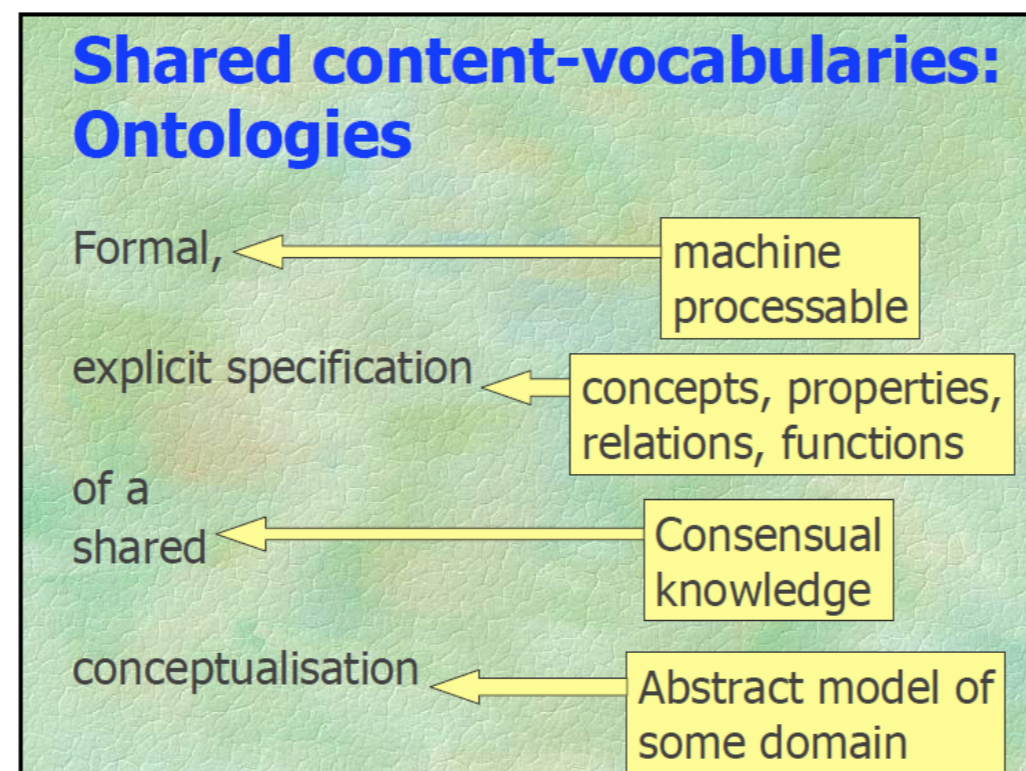 Shared content-vocabularies:
Ontologies
Formal,
machine
processable
explicit specification
concepts, properties,
relations, functions
of a
shared
Consensual
knowledge
conceptualisation
Abstract model of
some domain